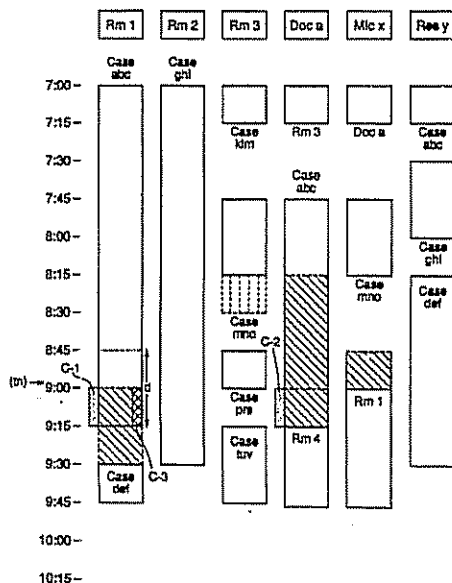 Rm 1 Rm 2 Rm 3 Doc a Mic x Res y
Case abc
Case ghi
7:00
7:15
Case klm
Rm 3
Doc a
Case abc
7:30
Case abc
7:45
8:00
Case ghi
8:15
Case mno
Case def
8:30
Case mno
8:45
C-1
d
C-2
(tn)
9:00
Case prs
Rm 1
9:15
C-3
Case tuv
Rm 4
9:30
Case def
9:45
10:00
10:15